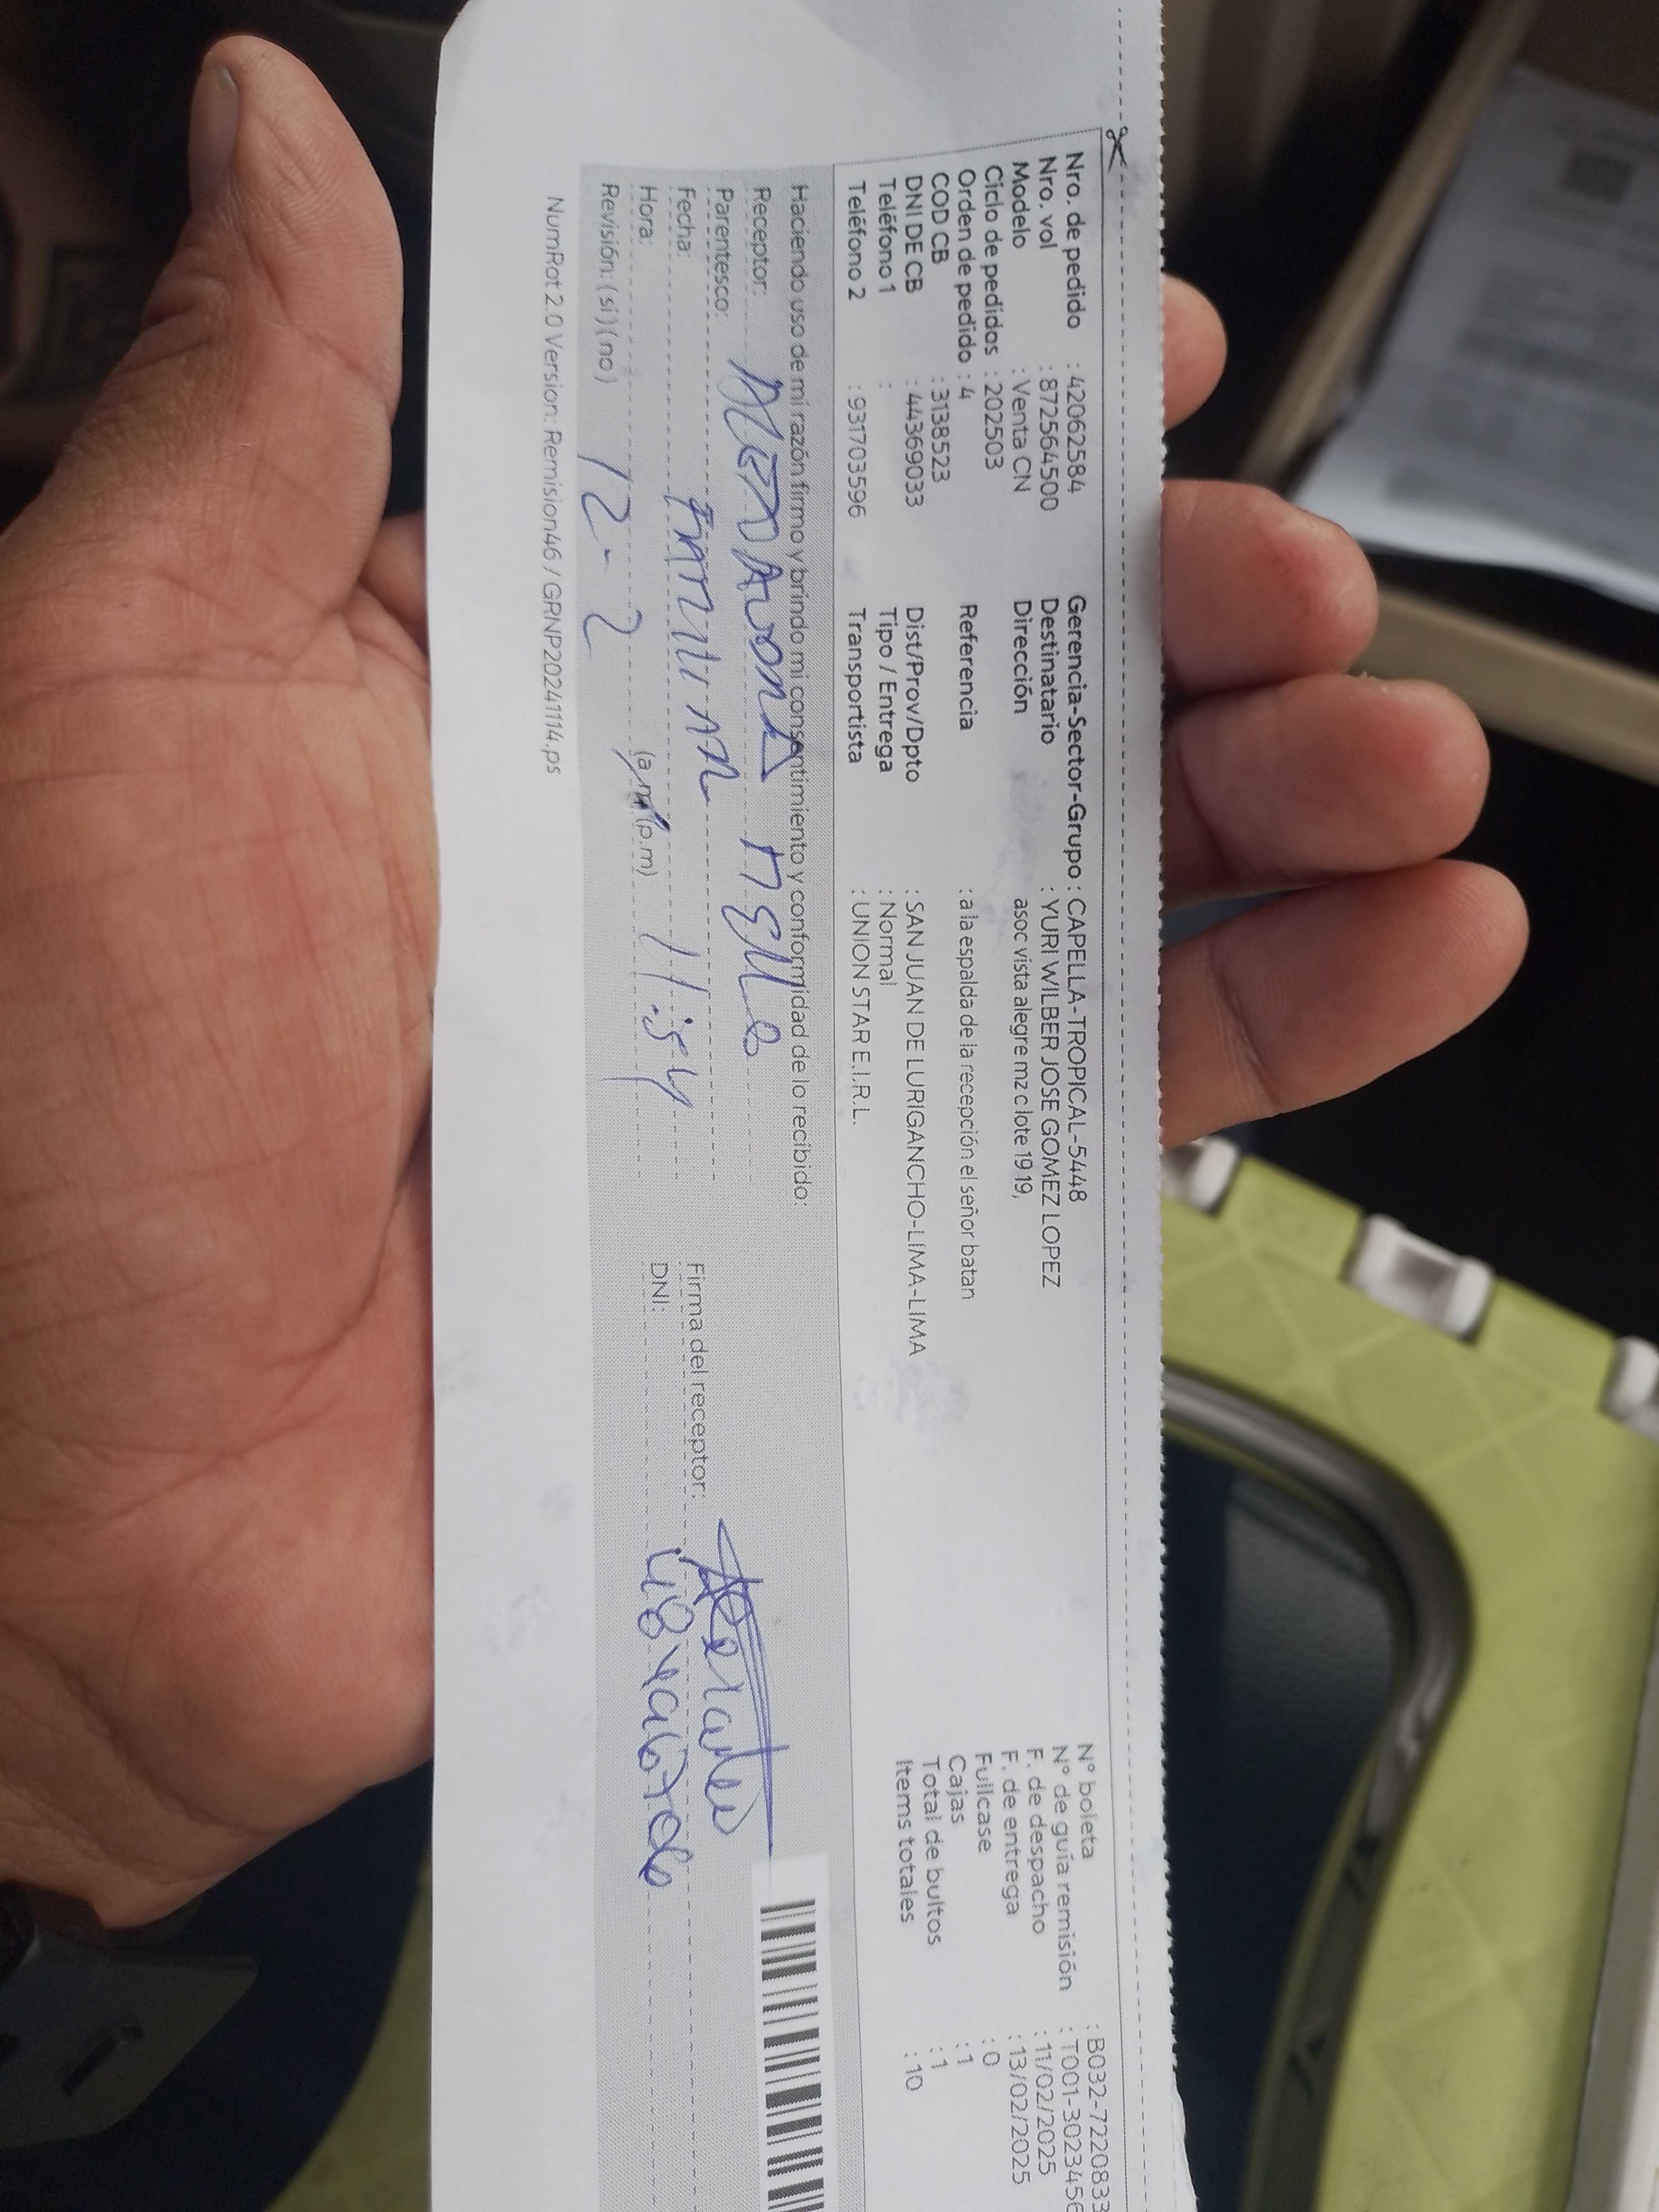 Nro. de pedido : 42062584
Nro. vol : 872564500
Modelo : Venta CN
Ciclo de pedidos : 202503
Orden de pedido : 4
COD CB : 3138523
DNI DE CB : 44369033
Teléfono 1 :
Teléfono 2 : 931703596
Gerencia-Sector-Grupo : CAPELLA-TROPICAL-5448
Destinatario : YURI WILBER JOSE GOMEZ LOPEZ
Dirección asoc vista alegre mz c lote 19 19,
Referencia : a la espalda de la recepción el señor batan
Dist/Prov/Dpto : SAN JUAN DE LURIGANCHO-LIMA-LIMA
Tipo / Entrega : Normal
Transportista : UNION STAR E.I.R.L.
N° boleta : B032-7220833
N° de guía remisión : T001-3023456
F. de despacho : 11/02/2025
F. de entrega : 13/02/2025
Fullcase : 0
Cajas : 1
Total de bultos : 1
Items totales : 10
Haciendo uso de mi razón firmo y brindo mi consentimiento y conformidad de lo recibido:
Receptor:
Parentesco:
Fecha:
Hora: (a.m) (p.m) 11:54
Revisión: (si) (no) 12-2
Firma del receptor:
DNI:
NumRot 2.0 Version: Remision46 / GRNP20241114.ps